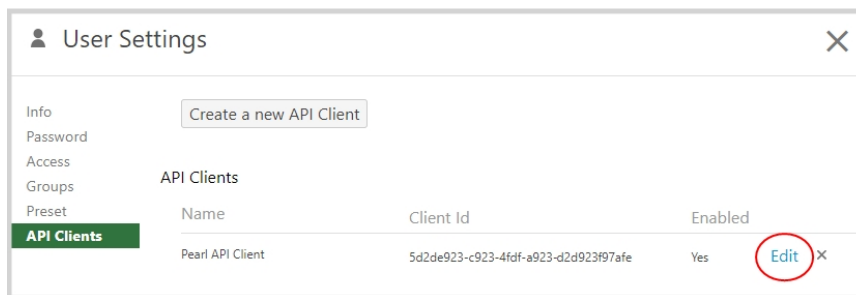 User Settings
Info
Password
Access
Groups
Preset
API Clients
Create a new API Client
API Clients
Name Client Id Enabled
Pearl API Client 5d2de923-c923-4fdf-a923-d2d923f97afe Yes Edit ×